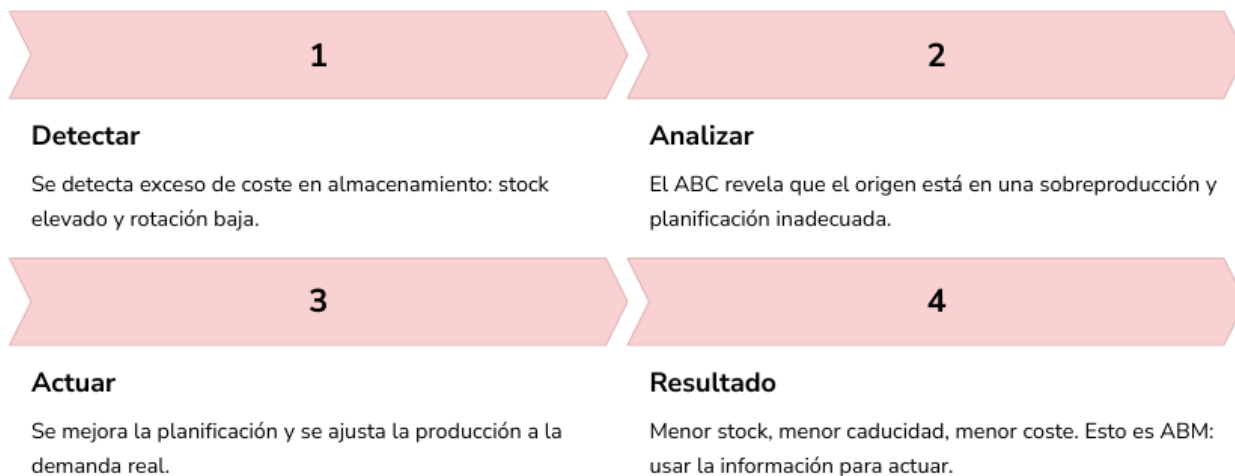 1
Detectar
Se detecta exceso de coste en almacenamiento: stock
elevado y rotación baja.
2
Analizar
El ABC revela que el origen está en una sobreproducción y
planificación inadecuada.
3
Actuar
Se mejora la planificación y se ajusta la producción a la
demanda real.
4
Resultado
Menor stock, menor caducidad, menor coste. Esto es ABM:
usar la información para actuar.